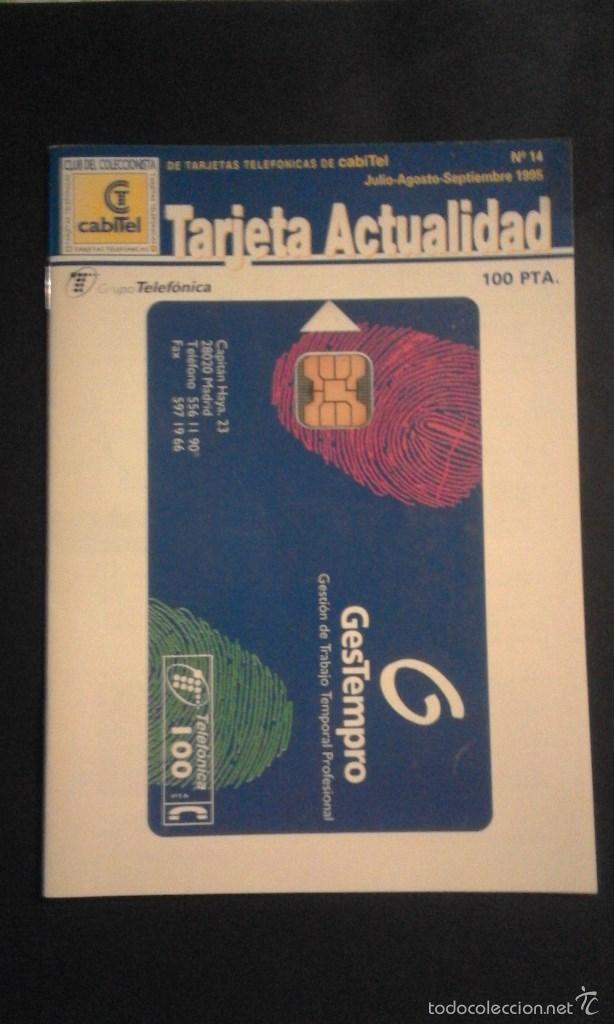 CLUB DEL COLECCIONISTA
DE TARJETAS TELEFONICAS DE cabiTel
Nº 14
Julio-Agosto-Septiembre 1995
cabiTel
TARJETAS TELEFONICAS
Tarjeta Actualidad
Grupo Telefónica
100 PTA.
Capitán Haya, 23
28020 Madrid
Teléfono 556 11 90
Fax 597 19 66
GesTempro
Gestión de Trabajo Temporal Profesional
Telefónica
100
todocoleccion.net